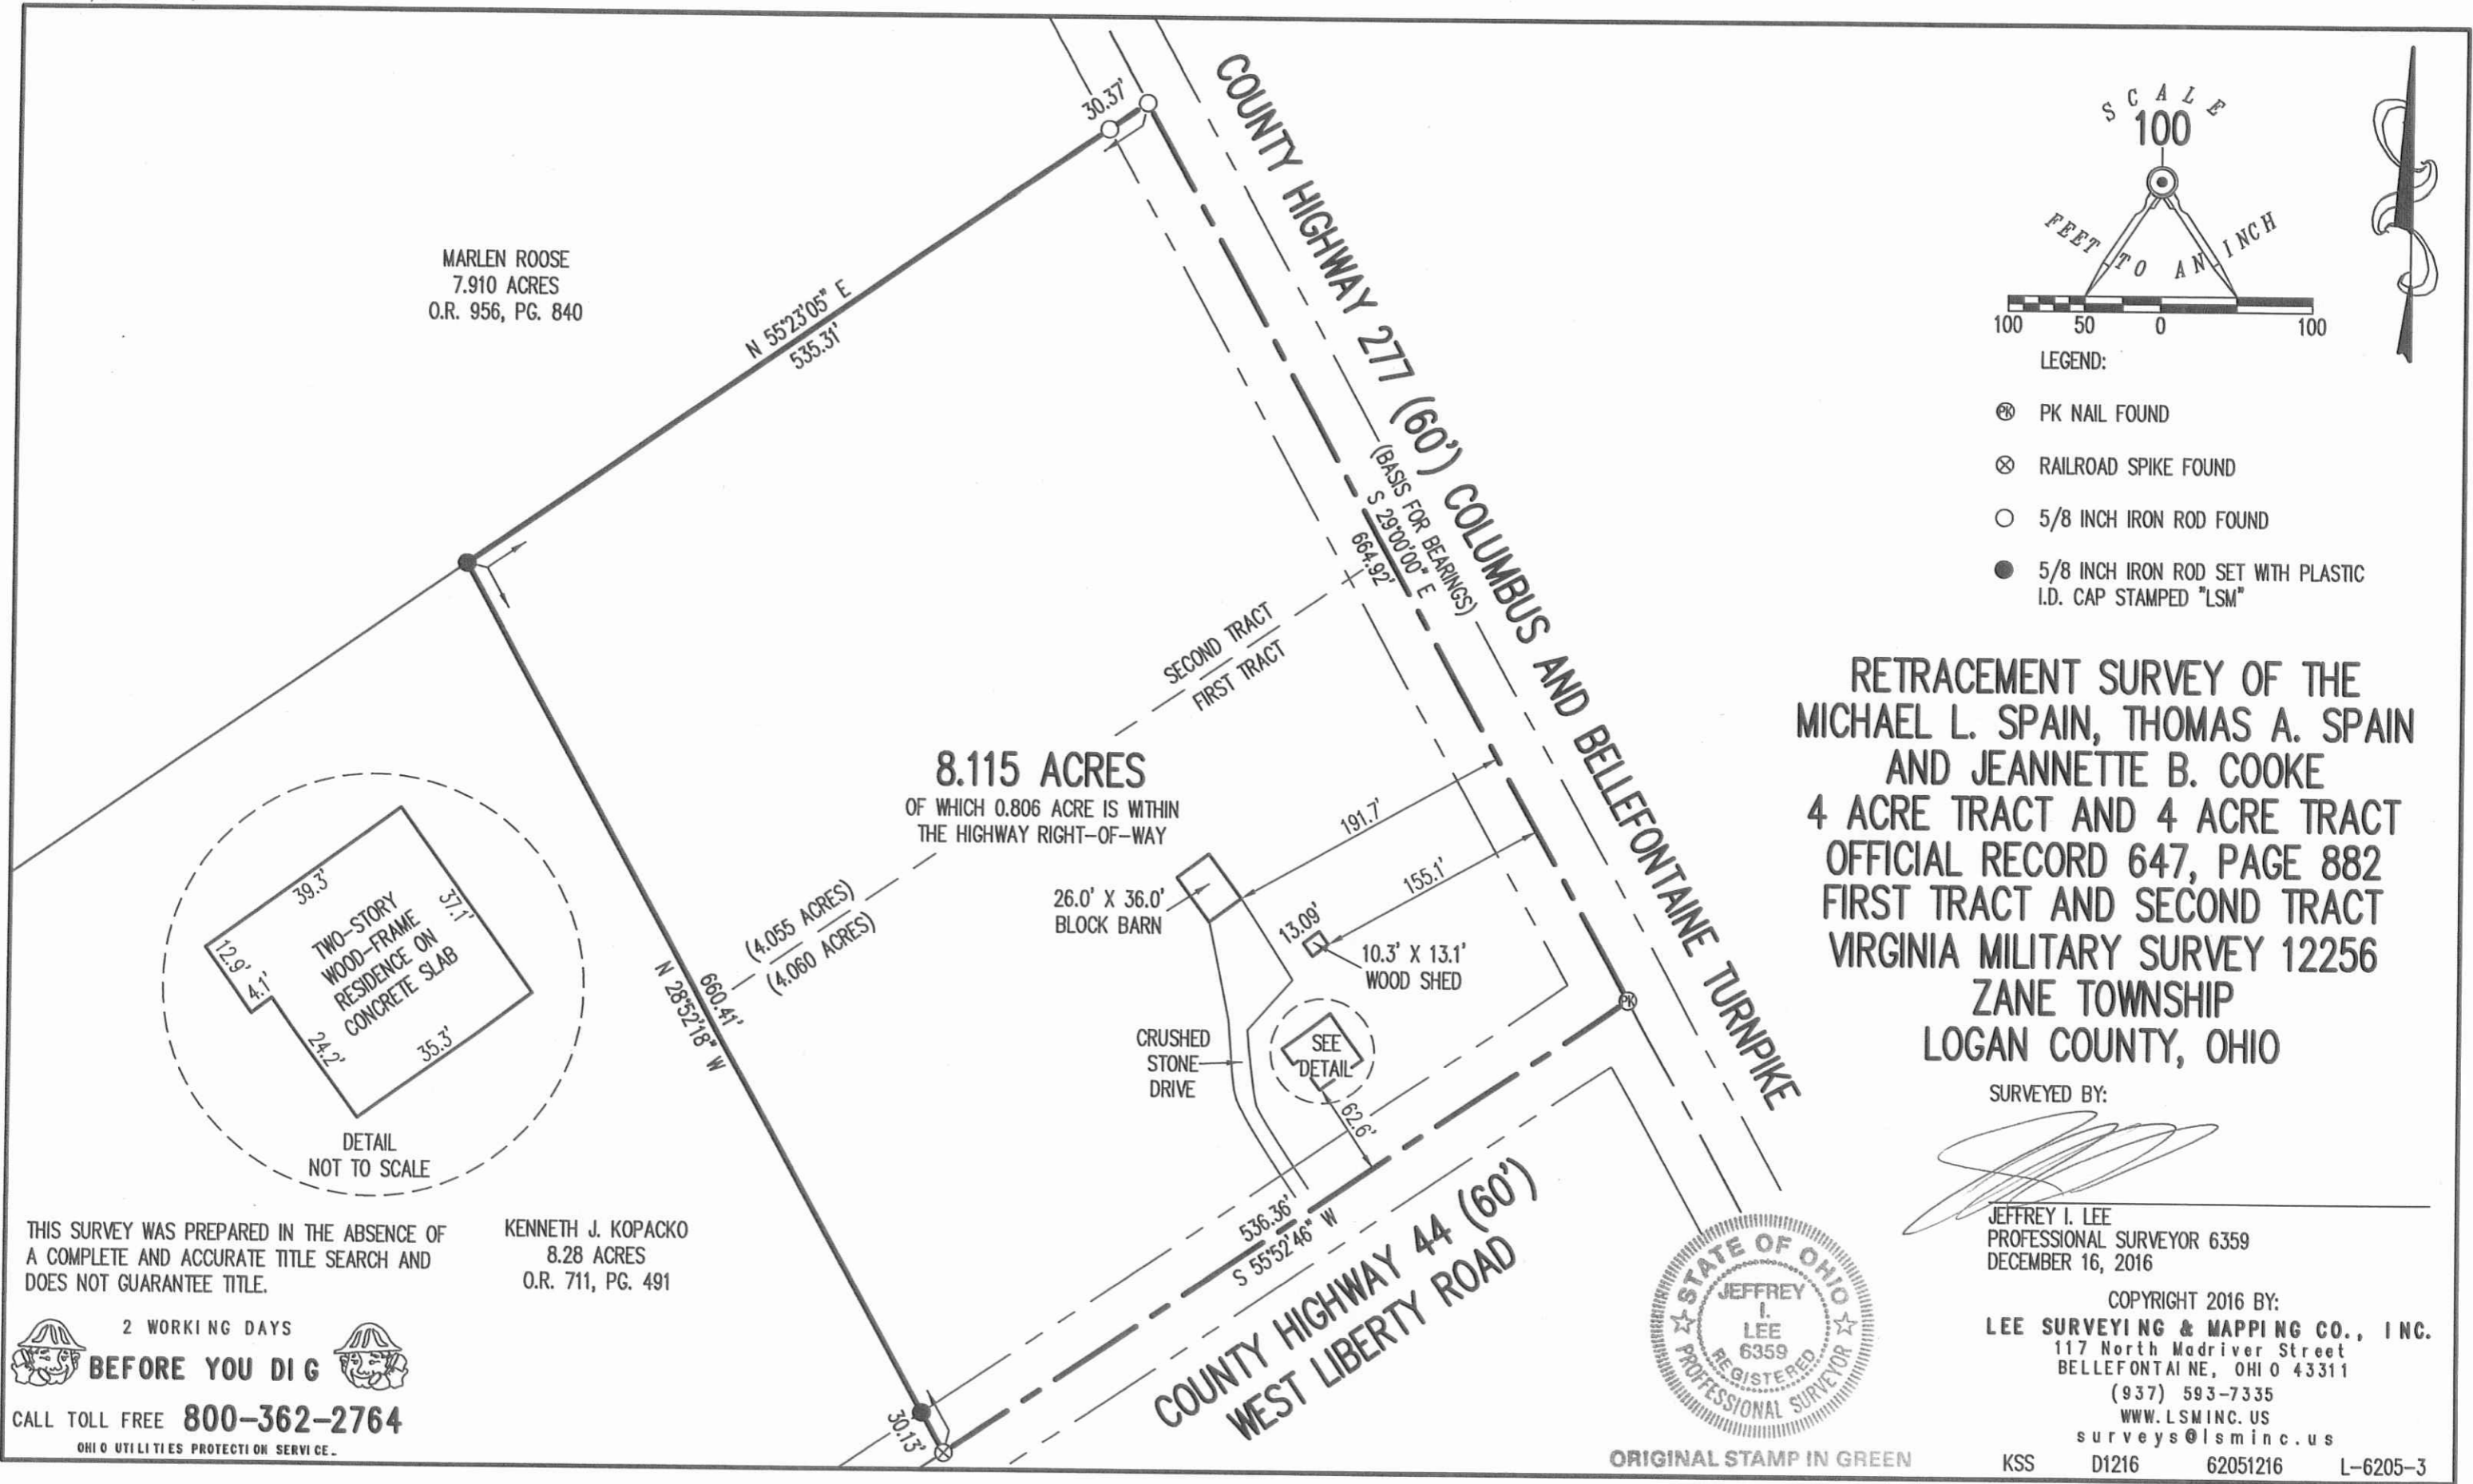 30.37'
COUNTY HIGHWAY 277 (60') COLUMBUS AND BELLEFONTAINE TURNPIKE
(BASIS FOR BEARINGS)
S 29°00'00" E
664.92'
MARLEN ROOSE
7.910 ACRES
O.R. 956, PG. 840
N 55°23'05" E
535.31'
SECOND TRACT
FIRST TRACT
8.115 ACRES
OF WHICH 0.806 ACRE IS WITHIN
THE HIGHWAY RIGHT-OF-WAY
(4.055 ACRES)
(4.060 ACRES)
191.7'
155.1'
26.0' X 36.0'
BLOCK BARN
13.09'
10.3' X 13.1'
WOOD SHED
CRUSHED
STONE
DRIVE
SEE
DETAIL
62.6'
PK
660.41'
N 28°52'18" W
39.3'
37.1'
12.9'
4.1'
24.2'
35.3'
TWO-STORY
WOOD-FRAME
RESIDENCE ON
CONCRETE SLAB
DETAIL
NOT TO SCALE
536.36'
S 55°52'46" W
COUNTY HIGHWAY 44 (60')
WEST LIBERTY ROAD
30.13'
THIS SURVEY WAS PREPARED IN THE ABSENCE OF
A COMPLETE AND ACCURATE TITLE SEARCH AND
DOES NOT GUARANTEE TITLE.
KENNETH J. KOPACKO
8.28 ACRES
O.R. 711, PG. 491
2 WORKING DAYS
BEFORE YOU DIG
CALL TOLL FREE 800-362-2764
OHIO UTILITIES PROTECTION SERVICE.
SCALE
100
FEET TO AN INCH
100 50 0 100
LEGEND:
PK PK NAIL FOUND
RAILROAD SPIKE FOUND
5/8 INCH IRON ROD FOUND
5/8 INCH IRON ROD SET WITH PLASTIC
I.D. CAP STAMPED "LSM"
RETRACEMENT SURVEY OF THE
MICHAEL L. SPAIN, THOMAS A. SPAIN
AND JEANNETTE B. COOKE
4 ACRE TRACT AND 4 ACRE TRACT
OFFICIAL RECORD 647, PAGE 882
FIRST TRACT AND SECOND TRACT
VIRGINIA MILITARY SURVEY 12256
ZANE TOWNSHIP
LOGAN COUNTY, OHIO
SURVEYED BY:
JEFFREY I. LEE
PROFESSIONAL SURVEYOR 6359
DECEMBER 16, 2016
COPYRIGHT 2016 BY:
LEE SURVEYING & MAPPING CO., INC.
117 North Madriver Street
BELLEFONTAINE, OHIO 43311
(937) 593-7335
WWW.LSMINC.US
surveys@lsminc.us
KSS D1216 62051216 L-6205-3
STATE OF OHIO
JEFFREY
I.
LEE
6359
REGISTERED
PROFESSIONAL SURVEYOR
ORIGINAL STAMP IN GREEN